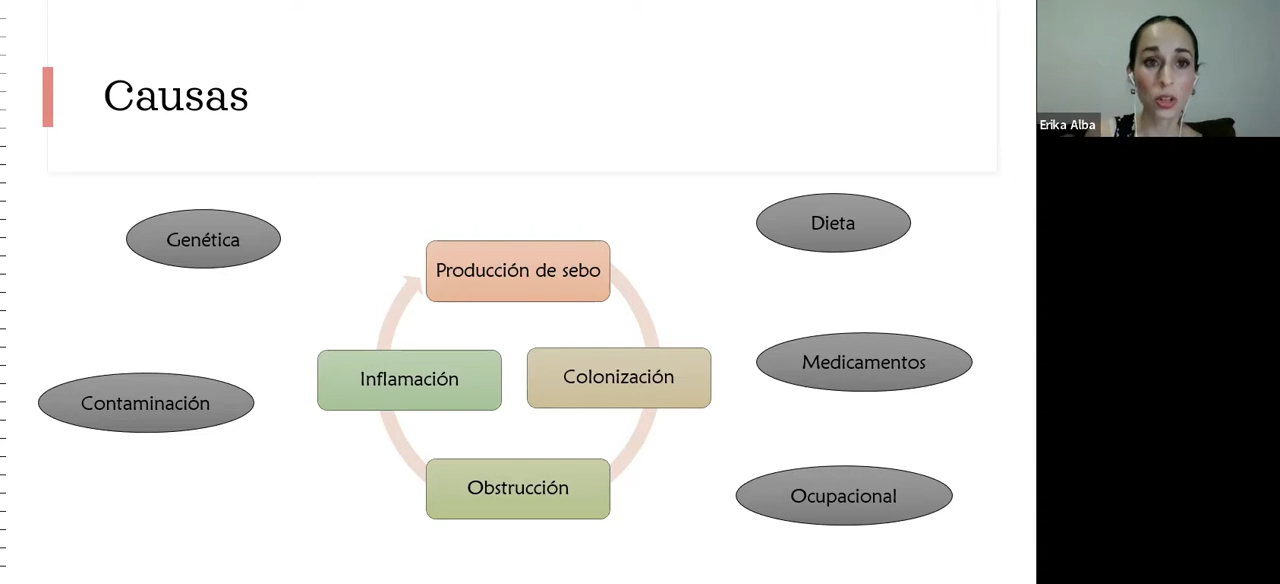 Causas
Erika Alba
Genética
Dieta
Producción de sebo
Inflamación
Colonización
Medicamentos
Contaminación
Obstrucción
Ocupacional